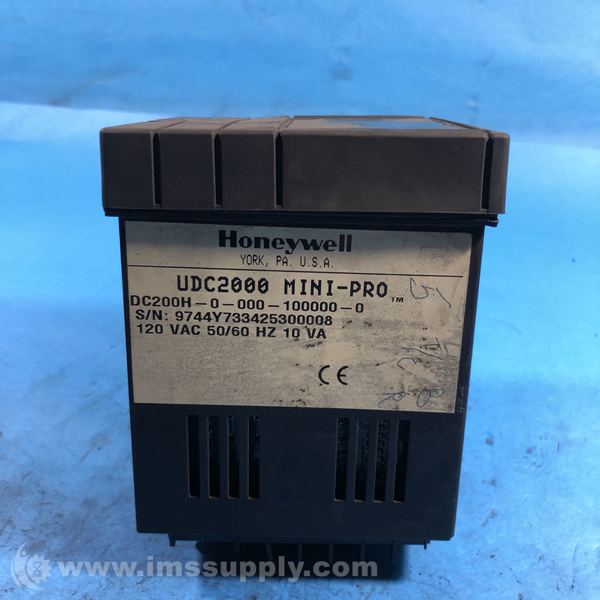 Honeywell
YORK, PA. U.S.A.
UDC2000 MINI-PRO™
DC200H-0-000-100000-0
S/N: 9744Y733425300008
120 VAC 50/60 HZ 10 VA
CE
www.imssupply.com